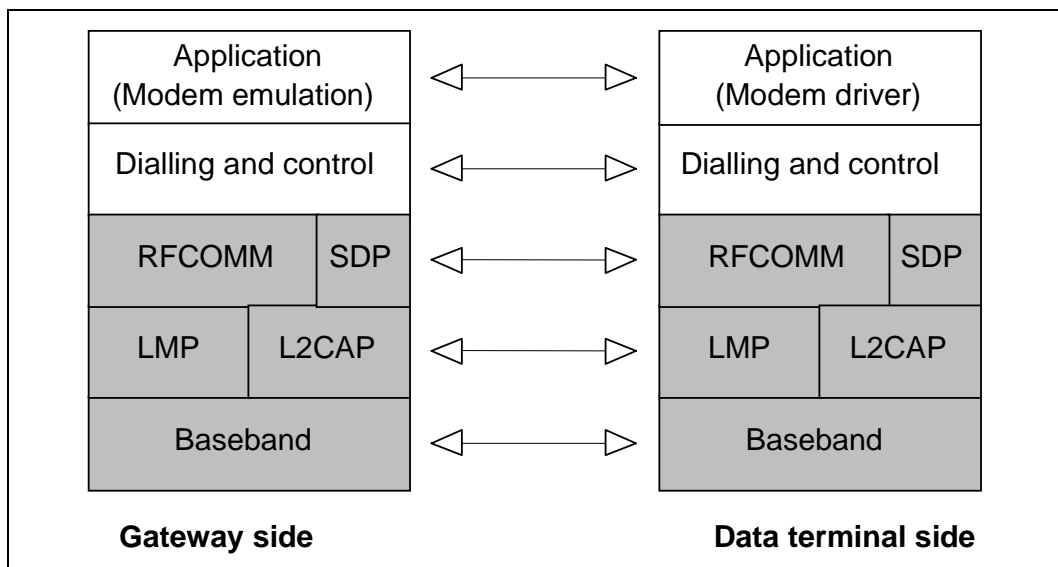 Application
(Modem emulation)
Application
(Modem driver)
Dialling and control
Dialling and control
RFCOMM
SDP
RFCOMM
SDP
LMP
L2CAP
LMP
L2CAP
Baseband
Baseband
Gateway side
Data terminal side